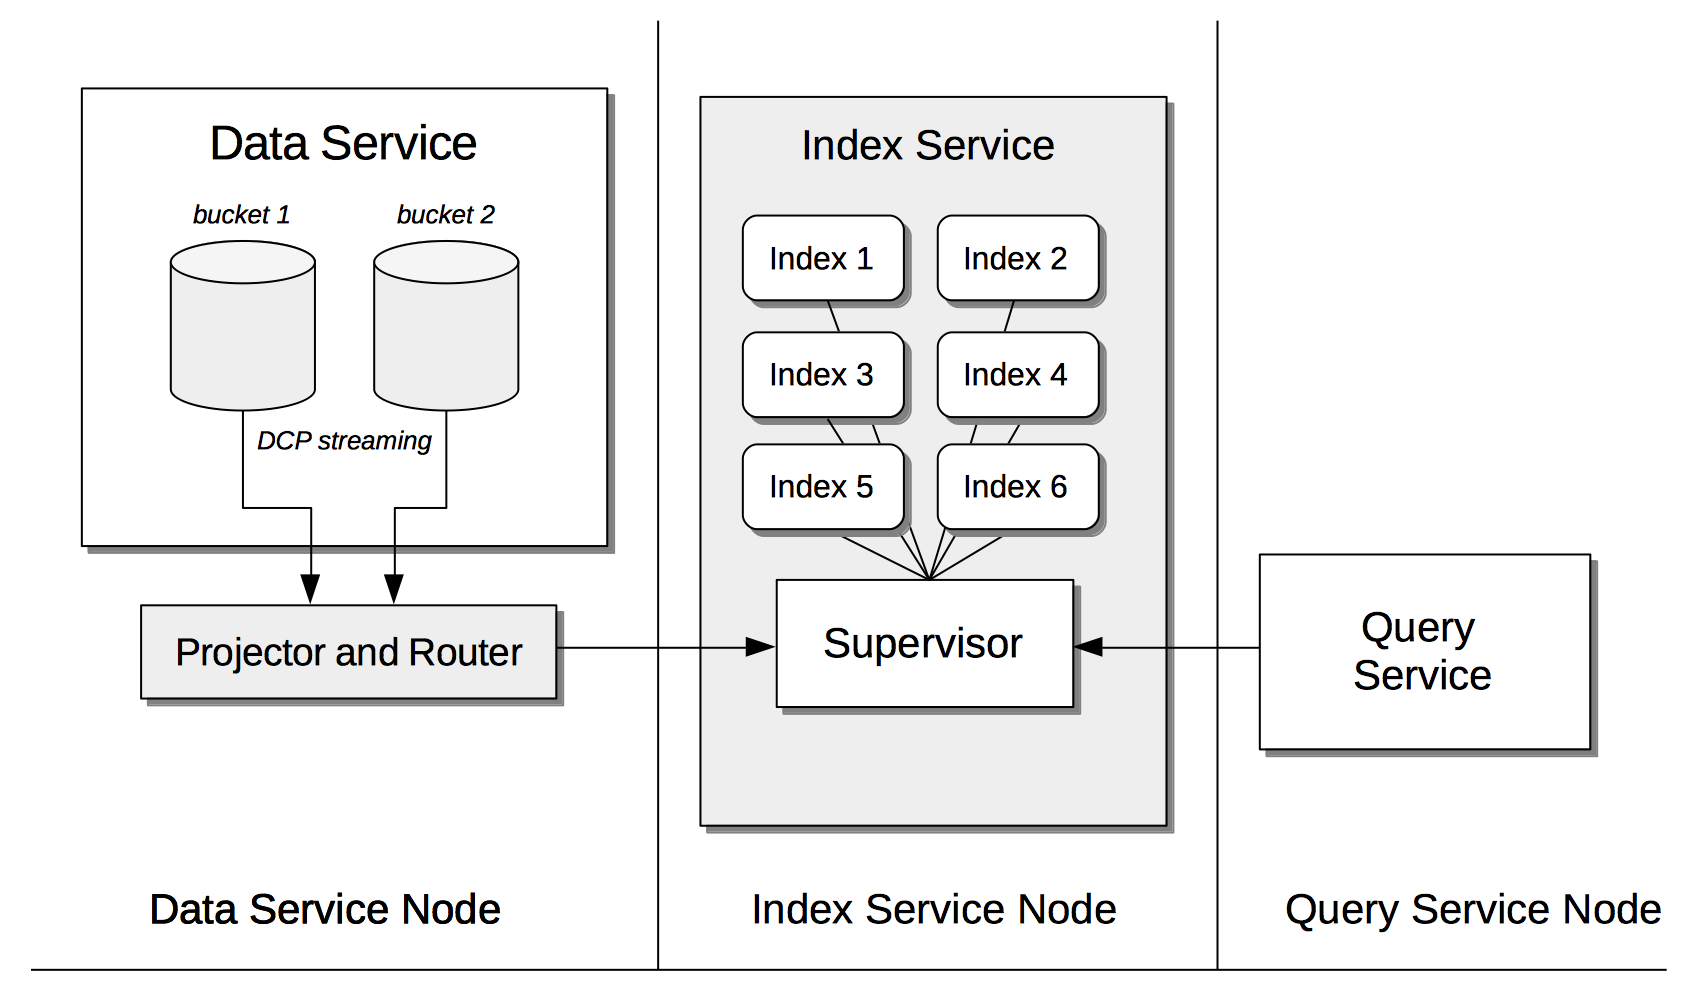 Data Service
bucket 1
bucket 2
DCP streaming
Projector and Router
Data Service Node
Index Service
Index 1
Index 2
Index 3
Index 4
Index 5
Index 6
Supervisor
Index Service Node
Query
Service
Query Service Node